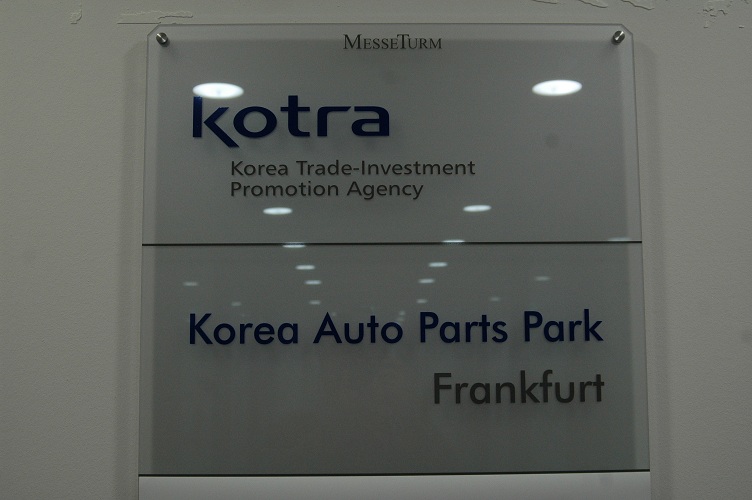 MESSETURM
kotra
Korea Trade-Investment
Promotion Agency
Korea Auto Parts Park
Frankfurt